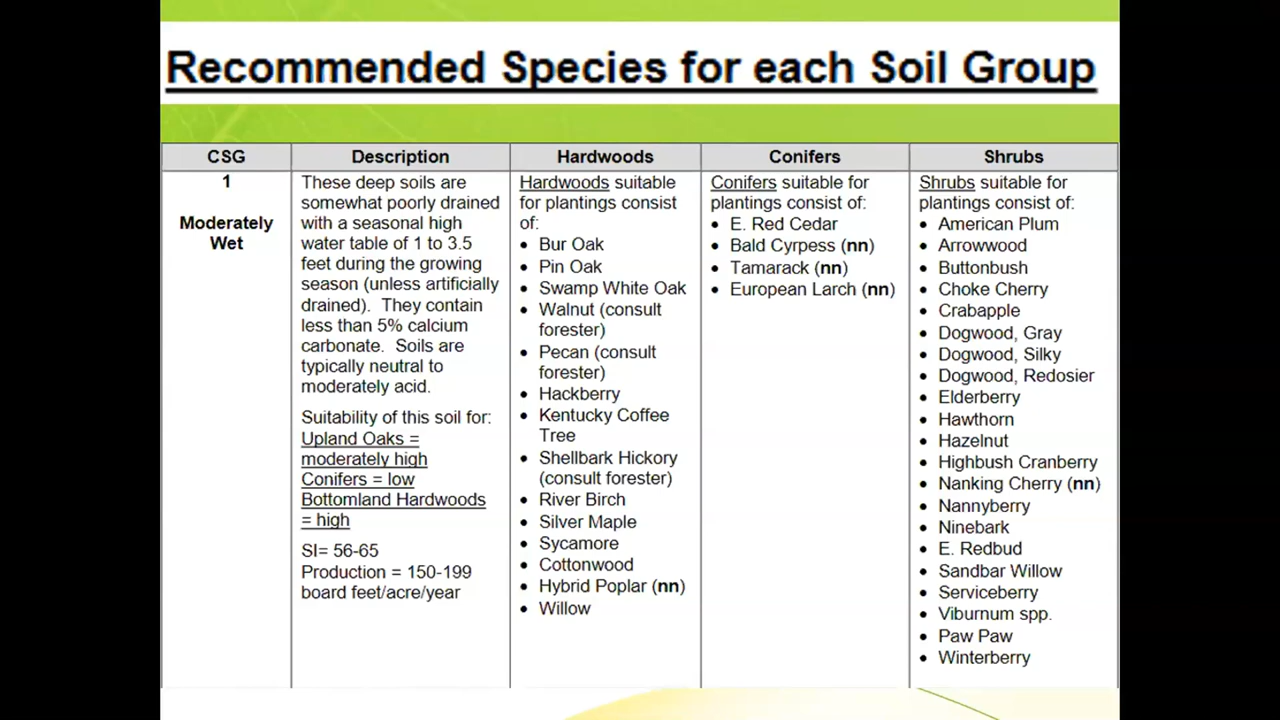 Recommended Species for each Soil Group
CSG
Description
Hardwoods
Conifers
Shrubs
1
Moderately
Wet
These deep soils are
somewhat poorly drained
with a seasonal high
water table of 1 to 3.5
feet during the growing
season (unless artificially
drained). They contain
less than 5% calcium
carbonate. Soils are
typically neutral to
moderately acid.
Suitability of this soil for:
Upland Oaks =
moderately high
Conifers = low
Bottomland Hardwoods
= high
SI= 56-65
Production = 150-199
board feet/acre/year
Hardwoods suitable
for plantings consist
of:
• Bur Oak
• Pin Oak
• Swamp White Oak
• Walnut (consult
forester)
• Pecan (consult
forester)
• Hackberry
• Kentucky Coffee
Tree
• Shellbark Hickory
(consult forester)
• River Birch
• Silver Maple
• Sycamore
• Cottonwood
• Hybrid Poplar (nn)
• Willow
Conifers suitable for
plantings consist of:
• E. Red Cedar
• Bald Cyrpess (nn)
• Tamarack (nn)
• European Larch (nn)
Shrubs suitable for
plantings consist of:
• American Plum
• Arrowwood
• Buttonbush
• Choke Cherry
• Crabapple
• Dogwood, Gray
• Dogwood, Silky
• Dogwood, Redosier
• Elderberry
• Hawthorn
• Hazelnut
• Highbush Cranberry
• Nanking Cherry (nn)
• Nannyberry
• Ninebark
• E. Redbud
• Sandbar Willow
• Serviceberry
• Viburnum spp.
• Paw Paw
• Winterberry